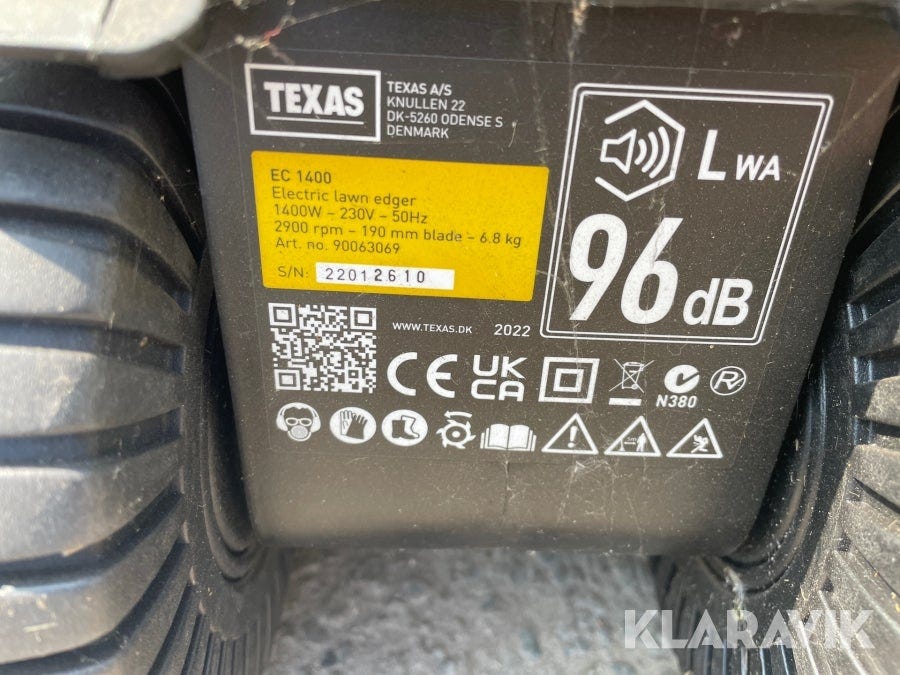 TEXAS
TEXAS A/S
KNULLEN 22
DK-5260 ODENSE S
DENMARK
EC 1400
Electric lawn edger
1400W – 230V – 50Hz
2900 rpm – 190 mm blade – 6.8 kg
Art. no. 90063069
S/N: 22012610
LWA
96 dB
WWW.TEXAS.DK 2022
CE UK
CA
N380
KLARAVIK